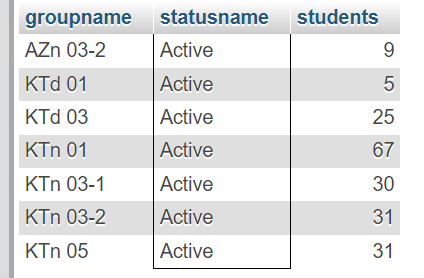 groupname statusname students
AZn 03-2 Active 9
KTd 01 Active 5
KTd 03 Active 25
KTn 01 Active 67
KTn 03-1 Active 30
KTn 03-2 Active 31
KTn 05 Active 31